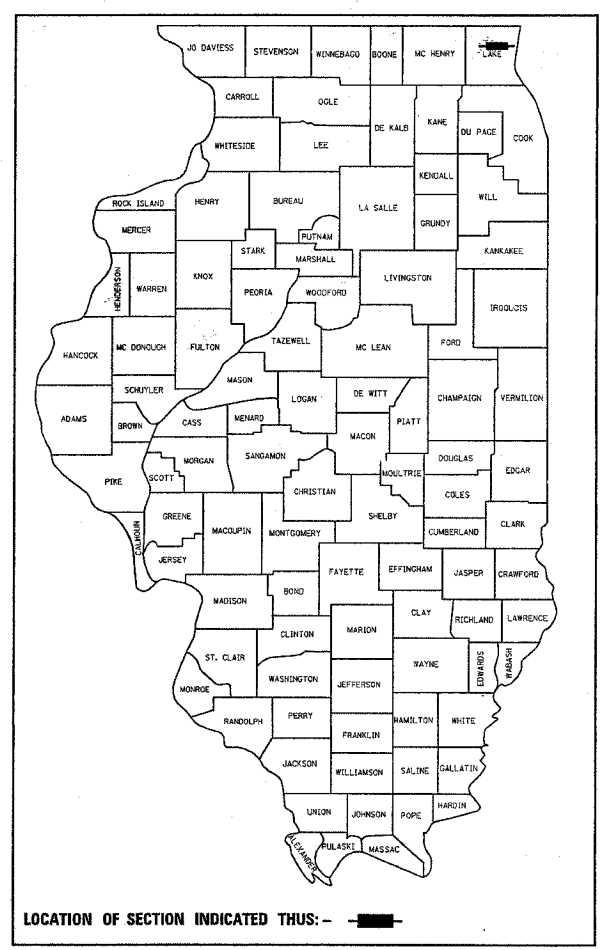 JO DAVIESS
STEVENSON
WINNEBAGO
BOONE
MC HENRY
LAKE
CARROLL
OGLE
DE KALB
KANE
DU PAGE
COOK
WHITESIDE
LEE
KENDALL
WILL
ROCK ISLAND
HENRY
BUREAU
LA SALLE
GRUNDY
MERCER
PUTNAM
KANKAKEE
STARK
MARSHALL
HENDERSON
WARREN
KNOX
PEORIA
WOODFORD
LIVINGSTON
IROQUOIS
HANCOCK
MC DONOUGH
FULTON
TAZEWELL
MC LEAN
FORD
SCHUYLER
MASON
LOGAN
DE WITT
CHAMPAIGN
VERMILION
ADAMS
BROWN
CASS
MENARD
PIATT
MACON
MORGAN
SANGAMON
DOUGLAS
EDGAR
PIKE
SCOTT
MOULTRIE
COLES
CHRISTIAN
GREENE
MACOUPIN
MONTGOMERY
SHELBY
CUMBERLAND
CLARK
CALHOUN
JERSEY
FAYETTE
EFFINGHAM
JASPER
CRAWFORD
MADISON
BOND
CLAY
RICHLAND
LAWRENCE
CLINTON
MARION
ST. CLAIR
WAYNE
EDWARDS
WABASH
WASHINGTON
JEFFERSON
MONROE
RANDOLPH
PERRY
HAMILTON
WHITE
FRANKLIN
JACKSON
WILLIAMSON
SALINE
GALLATIN
UNION
JOHNSON
POPE
HARDIN
ALEXANDER
PULASKI
MASSAC
LOCATION OF SECTION INDICATED THUS:-